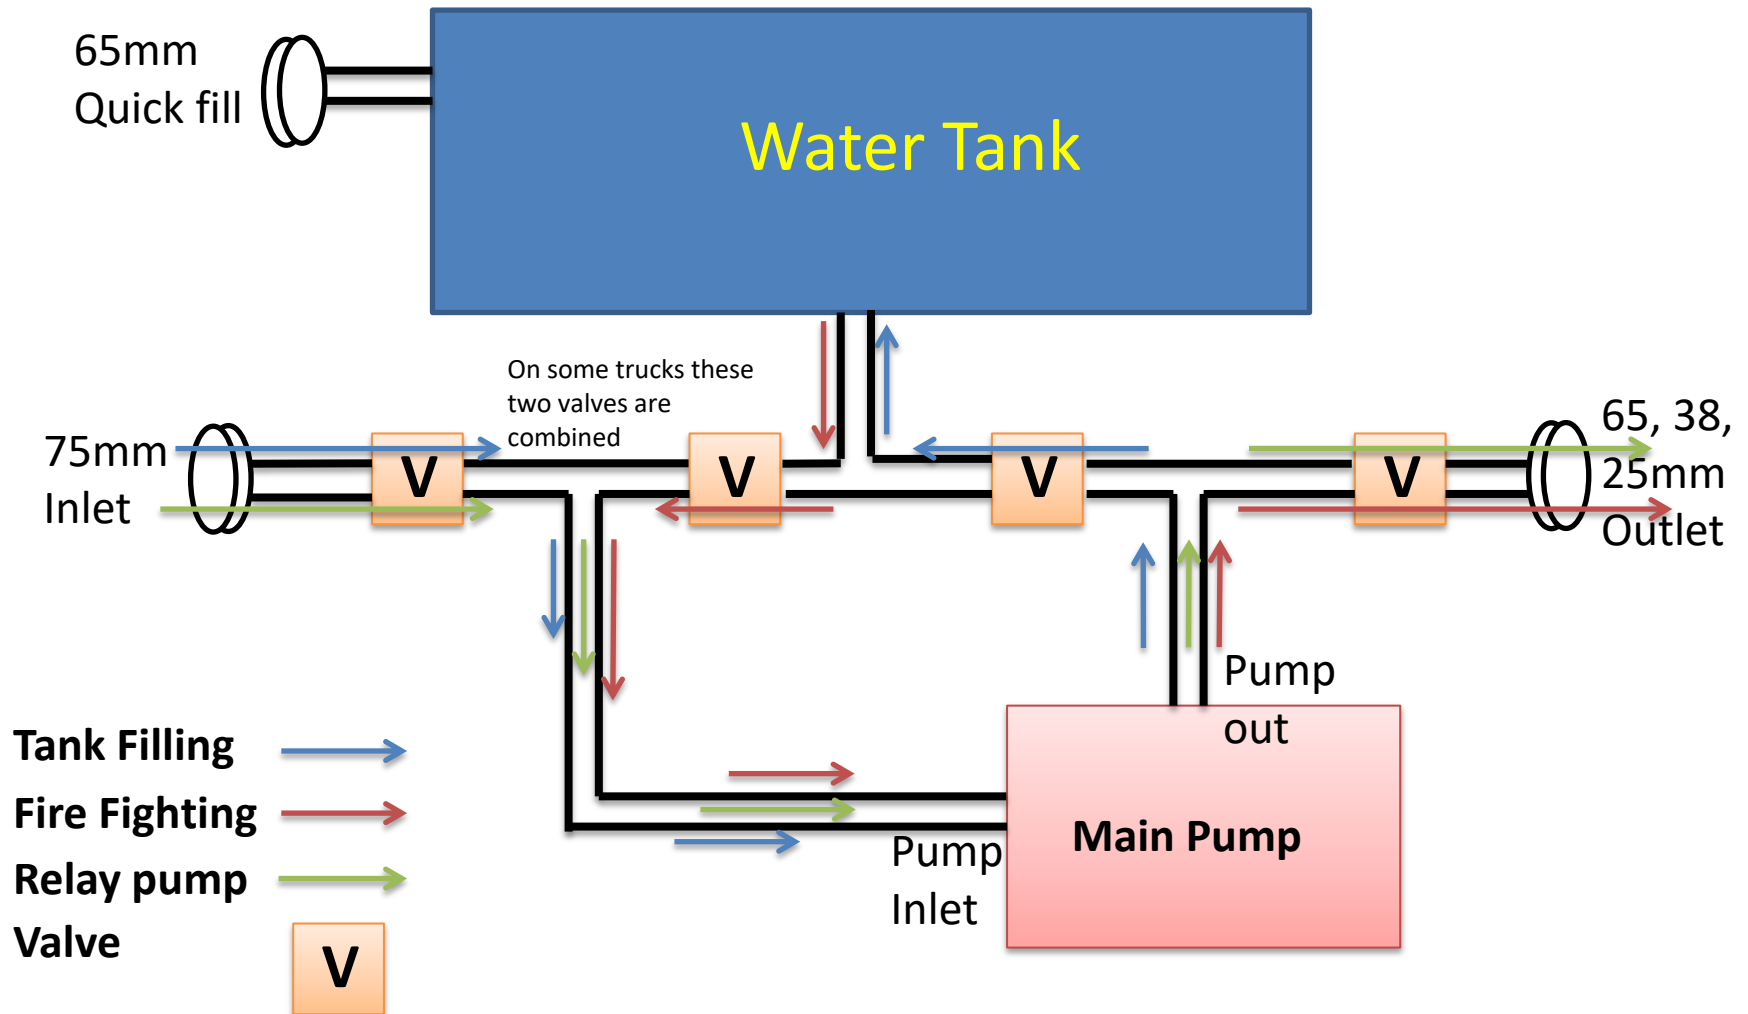 65mm
Quick fill
Water Tank
On some trucks these
two valves are
combined
75mm
Inlet
V
V
V
V
65, 38,
25mm
Outlet
Pump
out
Tank Filling
Fire Fighting
Relay pump
Valve
V
Pump
Inlet
Main Pump